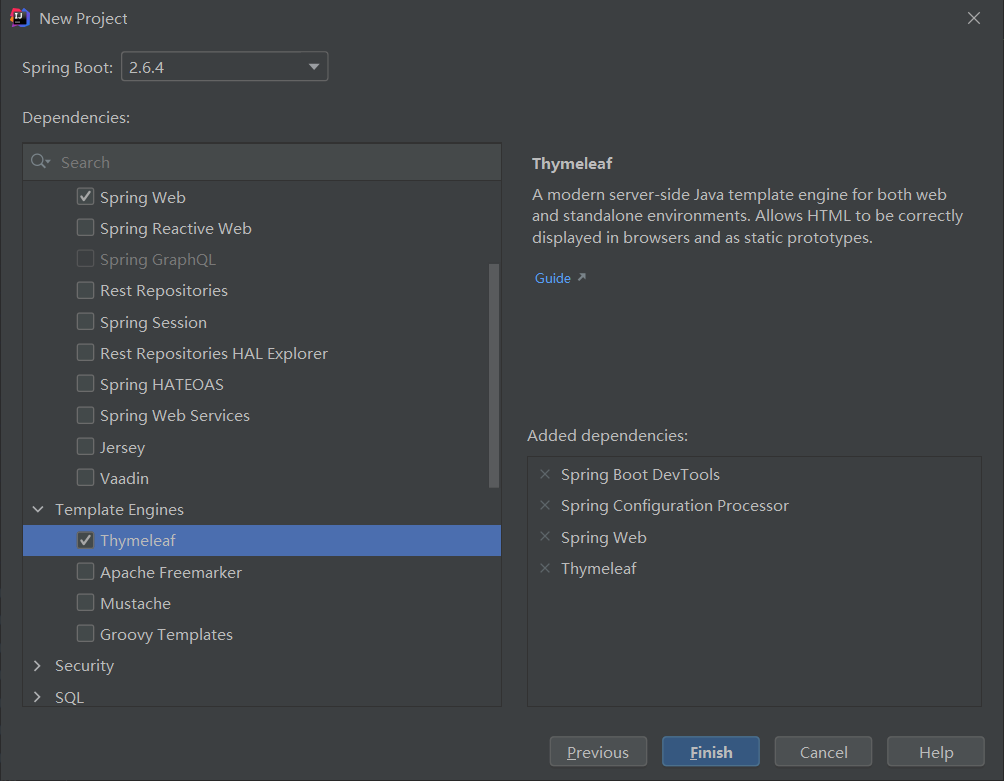 New Project
Spring Boot:
2.6.4
Dependencies:
Search
Spring Web
Spring Reactive Web
Spring GraphQL
Rest Repositories
Spring Session
Rest Repositories HAL Explorer
Spring HATEOAS
Spring Web Services
Jersey
Vaadin
Template Engines
Thymeleaf
Apache Freemarker
Mustache
Groovy Templates
Security
SQL
Thymeleaf
A modern server-side Java template engine for both web
and standalone environments. Allows HTML to be correctly
displayed in browsers and as static prototypes.
Guide
Added dependencies:
Spring Boot DevTools
Spring Configuration Processor
Spring Web
Thymeleaf
Previous
Finish
Cancel
Help